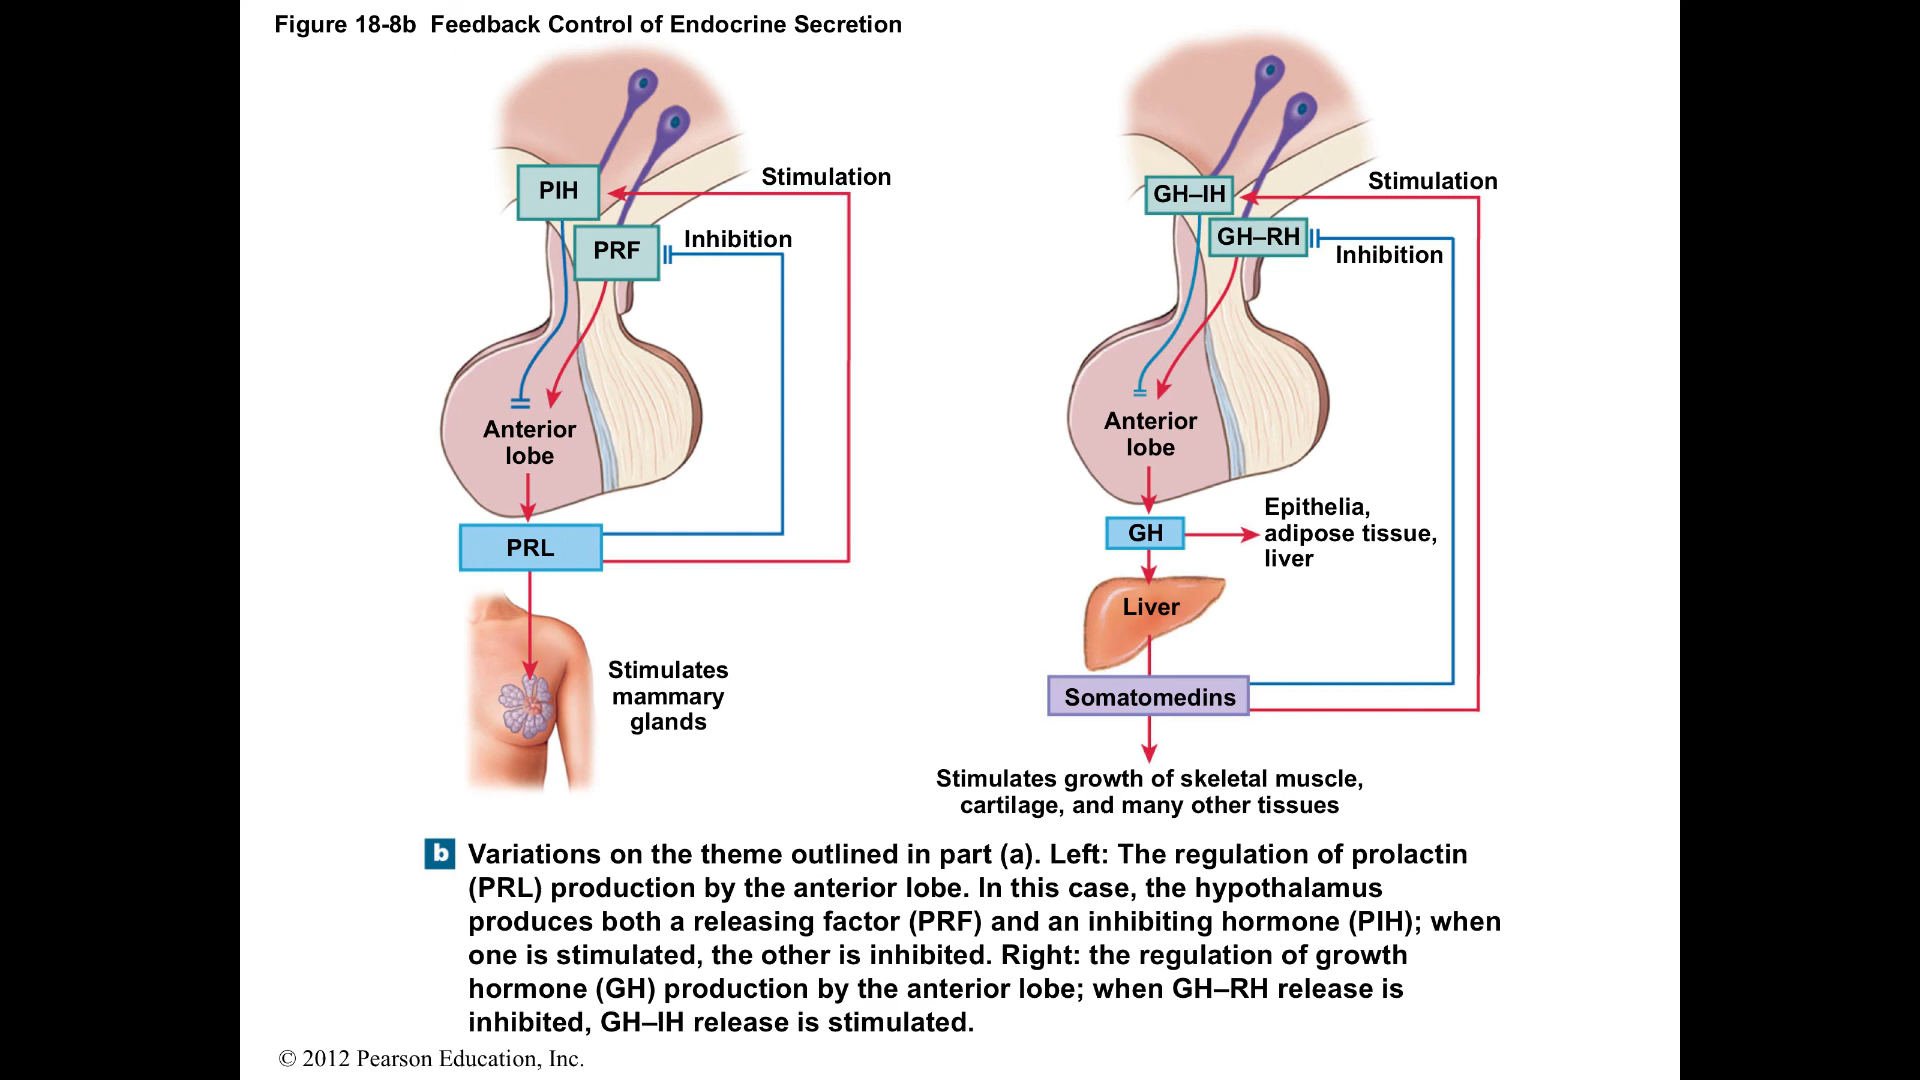 Figure 18-8b  Feedback Control of Endocrine Secretion
PIH
Stimulation
PRF
Inhibition
Anterior
lobe
PRL
Stimulates
mammary
glands
GH–IH
Stimulation
GH–RH
Inhibition
Anterior
lobe
GH
Epithelia,
adipose tissue,
liver
Liver
Somatomedins
Stimulates growth of skeletal muscle,
cartilage, and many other tissues
b Variations on the theme outlined in part (a). Left: The regulation of prolactin
(PRL) production by the anterior lobe. In this case, the hypothalamus
produces both a releasing factor (PRF) and an inhibiting hormone (PIH); when
one is stimulated, the other is inhibited. Right: the regulation of growth
hormone (GH) production by the anterior lobe; when GH–RH release is
inhibited, GH–IH release is stimulated.
© 2012 Pearson Education, Inc.